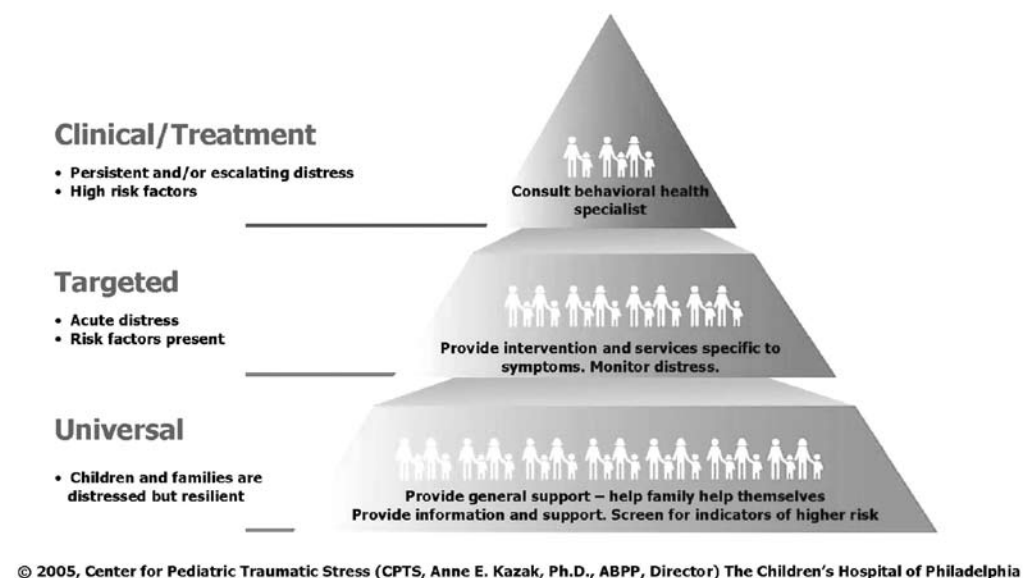 Clinical/Treatment
• Persistent and/or escalating distress
• High risk factors
Consult behavioral health
specialist
Targeted
• Acute distress
• Risk factors present
Provide intervention and services specific to
symptoms. Monitor distress.
Universal
• Children and families are
distressed but resilient
Provide general support – help family help themselves
Provide information and support. Screen for indicators of higher risk
© 2005, Center for Pediatric Traumatic Stress (CPTS, Anne E. Kazak, Ph.D., ABPP, Director) The Children's Hospital of Philadelphia